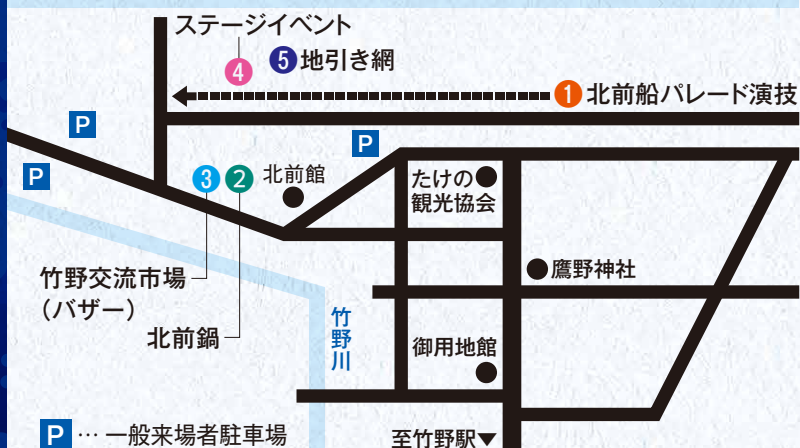 ステージイベント
4
5 地引き網
1 北前船パレード演技
P
P
P
3 2 北前館
たけの
観光協会
鷹野神社
竹野交流市場
（バザー）
北前鍋
竹野川
御用地館
P … 一般来場者駐車場
至竹野駅▼